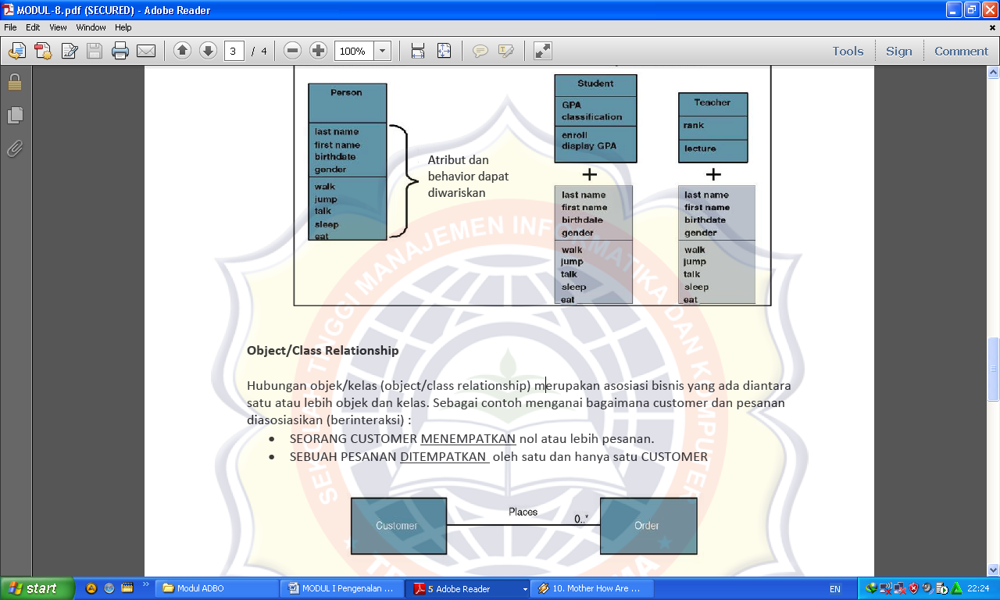 MODUL-8.pdf (SECURED) - Adobe Reader
File Edit View Window Help
3 / 4 100% Tools Sign Comment
Person
last name
first name
birthdate
gender
walk
jump
talk
sleep
eat
Atribut dan
behavior dapat
diwariskan
Student
GPA
classification
enroll
display GPA
+
last name
first name
birthdate
gender
walk
jump
talk
sleep
eat
Teacher
rank
lecture
+
last name
first name
birthdate
gender
walk
jump
talk
sleep
eat
SEKOLAH TINGGI MANAJEMEN INFORMATIKA DAN KOMPUTER
Object/Class Relationship
Hubungan objek/kelas (object/class relationship) merupakan asosiasi bisnis yang ada diantara
satu atau lebih objek dan kelas. Sebagai contoh menganai bagaimana customer dan pesanan
diasosiasikan (berinteraksi) :
• SEORANG CUSTOMER MENEMPATKAN nol atau lebih pesanan.
• SEBUAH PESANAN DITEMPATKAN oleh satu dan hanya satu CUSTOMER
Customer
Places
0..*
Order
start
Modul ADBO
MODUL I Pengenalan ...
5 Adobe Reader
10. Mother How Are ...
EN
22:24